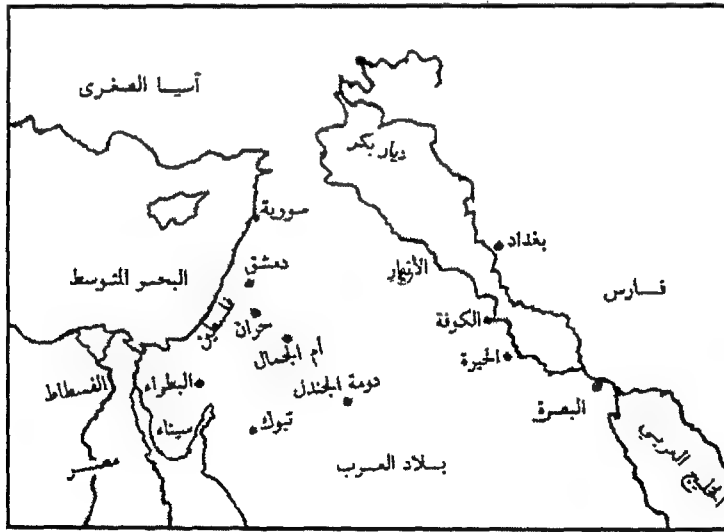 آسيا الصغرى
ديار بكر
سورية
بغداد
دمشق
الأنبار
البحر المتوسط
فارس
فلسطين
حران
الكوفة
أم الجمال
الحيرة
الفسطاط
البطراء
دومة الجندل
البصرة
تبوك
سيناء
الخليج العربي
مصر
بلاد العرب